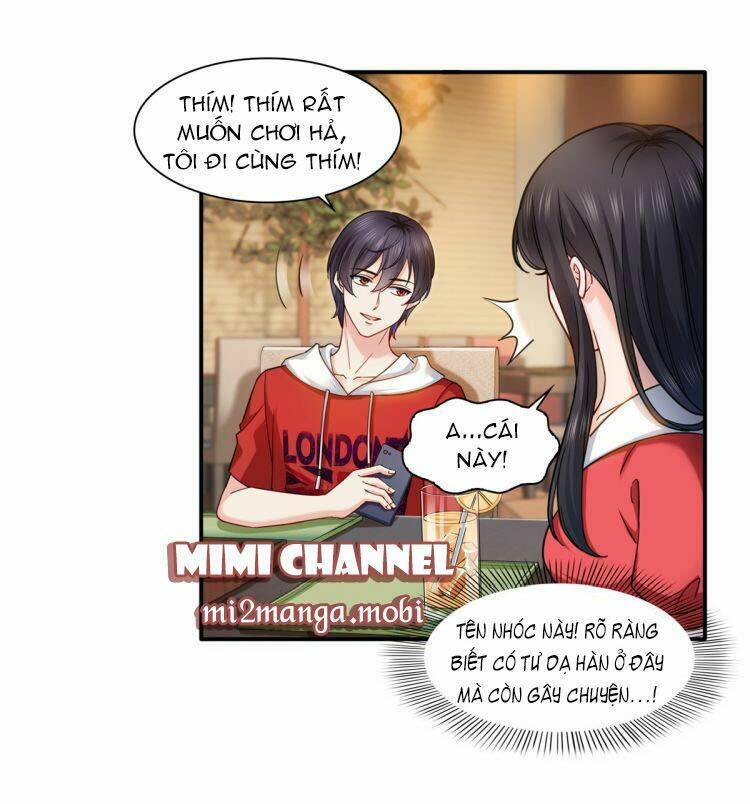 THÍM! THÍM RẤT
MUỐN CHƠI HẢ,
TÔI ĐI CÙNG THÍM!
LONDON
A...CÁI
NÀY!
MIMI CHANNEL
mi2manga.mobi
TÊN NHÓC NÀY! RÕ RÀNG
BIẾT CÓ TƯ DẠ HÀN Ở ĐÂY
MÀ CÒN GÂY CHUYỆN...!